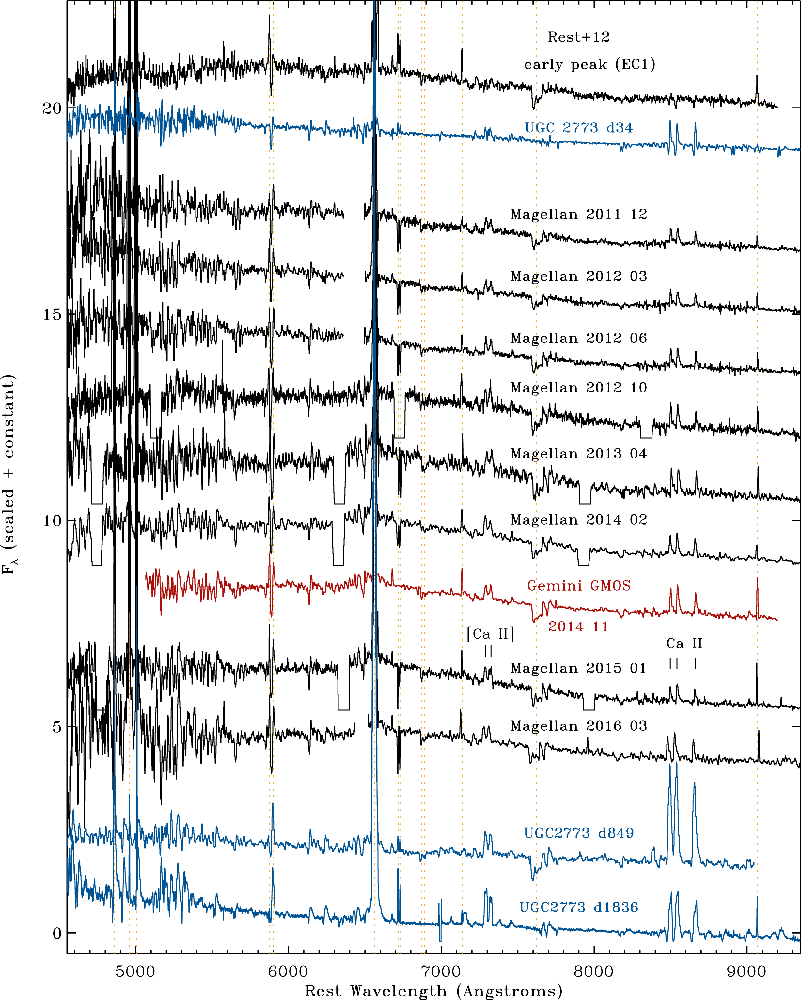 Rest+12
early peak (EC1)
20
UGC 2773 d34
Magellan 2011 12
Magellan 2012 03
15
Magellan 2012 06
Magellan 2012 10
Magellan 2013 04
10
Magellan 2014 02
Gemini GMOS
2014 11
[Ca II]
Ca II
Magellan 2015 01
5
Magellan 2016 03
UGC2773 d849
UGC2773 d1836
0
5000 6000 7000 8000 9000
Rest Wavelength (Angstroms)
Fλ (scaled + constant)